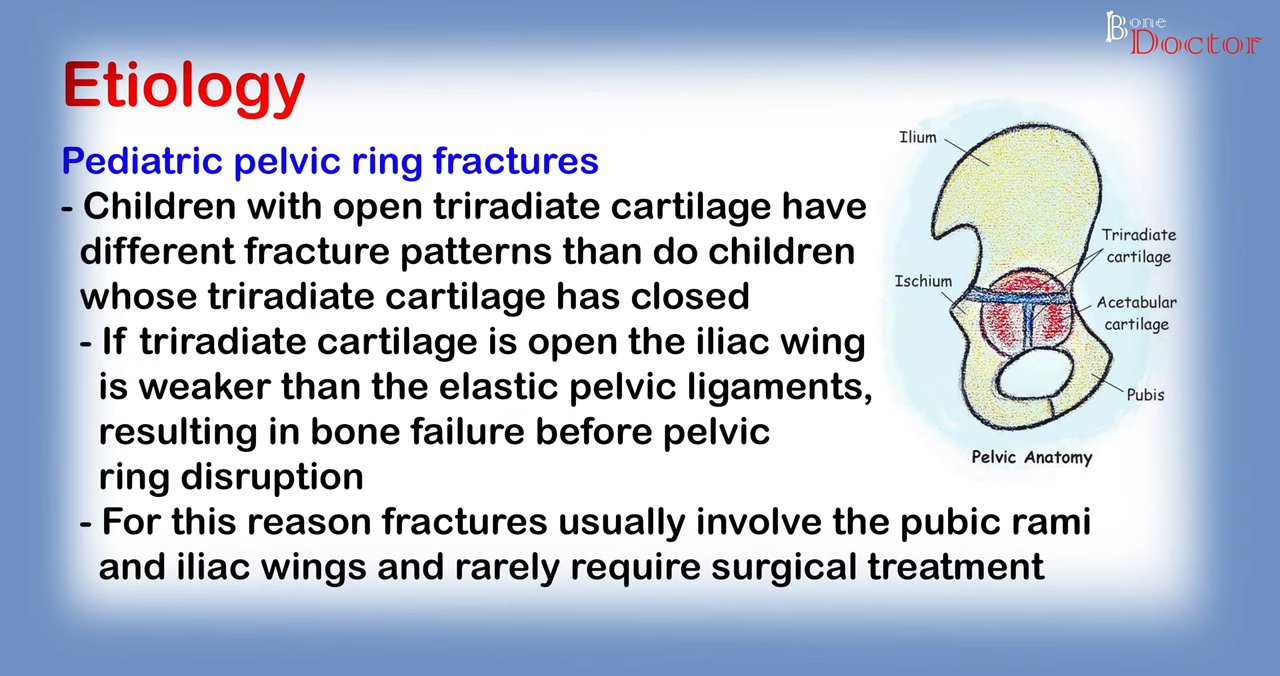 Bone
Doctor
Etiology
Pediatric pelvic ring fractures
- Children with open triradiate cartilage have
different fracture patterns than do children
whose triradiate cartilage has closed
- If triradiate cartilage is open the iliac wing
is weaker than the elastic pelvic ligaments,
resulting in bone failure before pelvic
ring disruption
- For this reason fractures usually involve the pubic rami
and iliac wings and rarely require surgical treatment
Ilium
Triradiate
cartilage
Ischium
Acetabular
cartilage
Pubis
Pelvic Anatomy